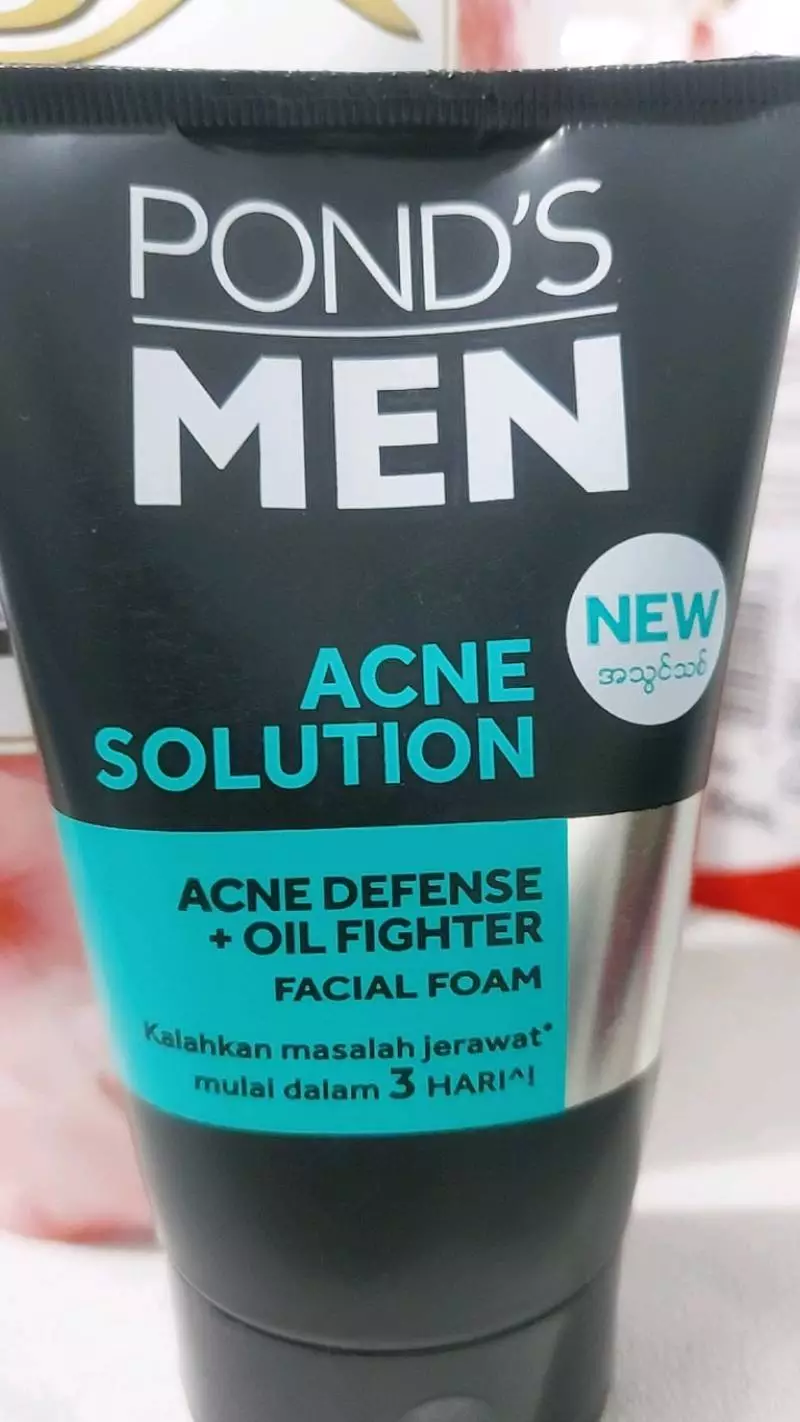 POND'S
MEN
NEW
အသွင်သစ်
ACNE
SOLUTION
ACNE DEFENSE
+ OIL FIGHTER
FACIAL FOAM
Kalahkan masalah jerawat*
mulai dalam 3 HARI^!